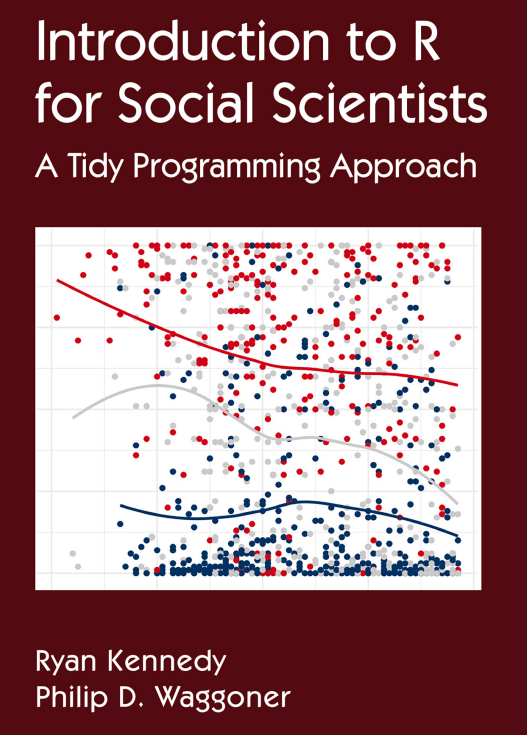 Introduction to R
for Social Scientists
A Tidy Programming Approach
Ryan Kennedy
Philip D. Waggoner